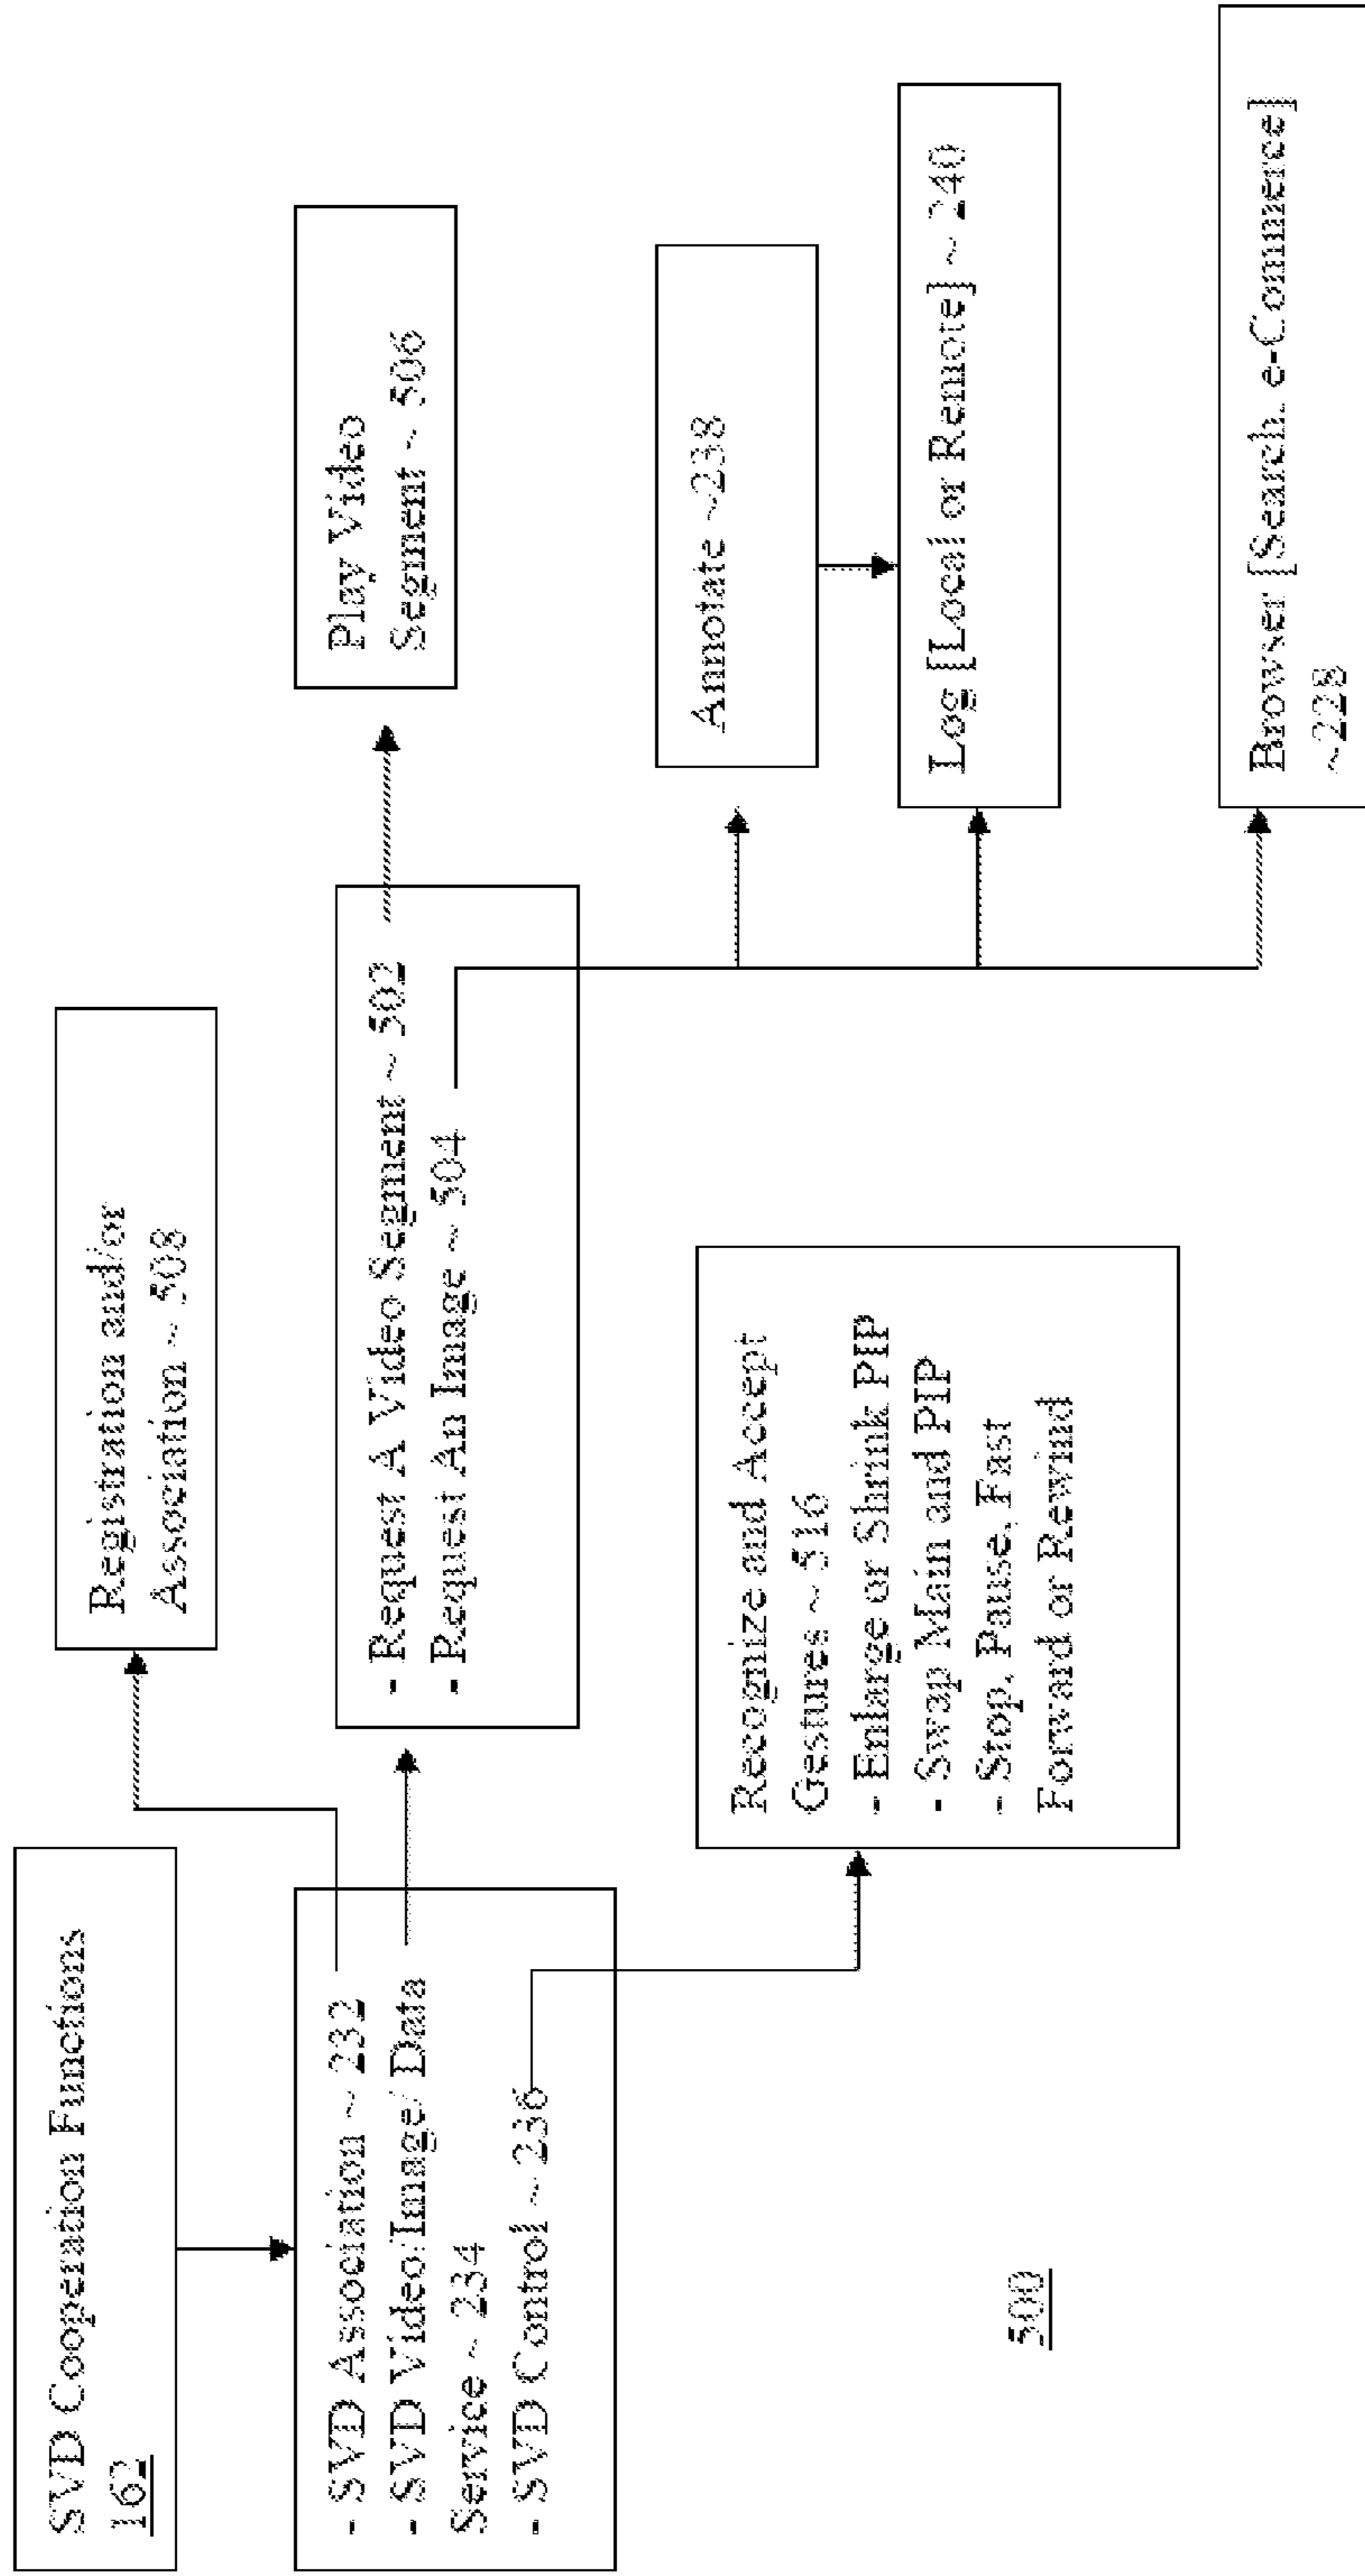 SVD Cooperation Functions
162
- SVD Association ~ 232
- SVD Video/Image/ Data
Service ~ 234
- SVD Control ~ 236
Registration and/or
Association ~ 508
- Request A Video Segment ~ 502
- Request An Image ~ 504
Play Video
Segment ~ 506
Recognize and Accept
Gestures ~ 516
- Enlarge or Shrink PIP
- Swap Main and PIP
- Stop, Pause, Fast
Forward or Rewind
Annotate ~238
Log [Local or Remote] ~ 240
Browser [Search, e-Commerce]
~228
500